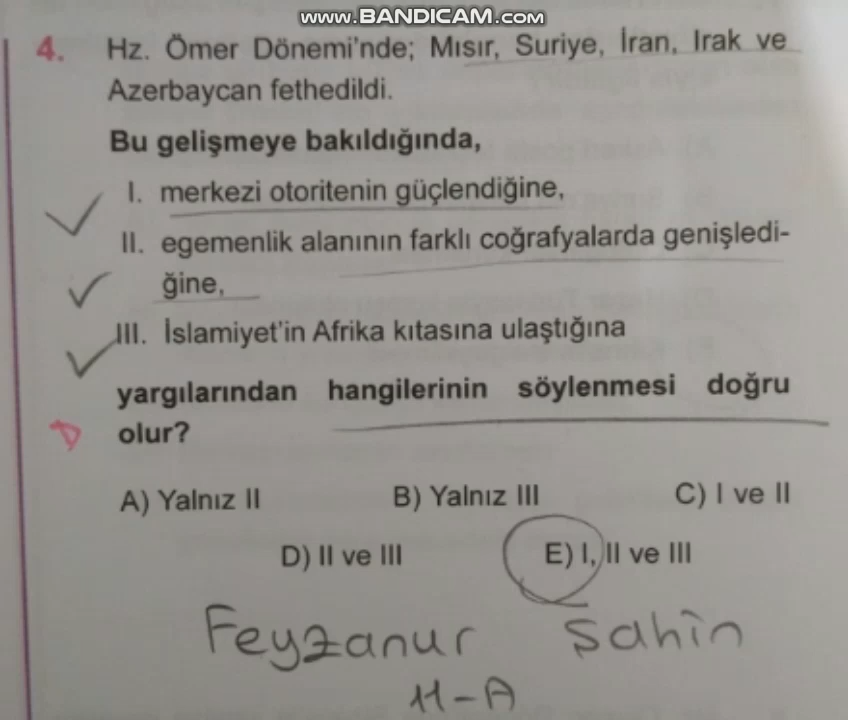 www.BANDICAM.com
4. Hz. Ömer Dönemi'nde; Mısır, Suriye, İran, Irak ve
Azerbaycan fethedildi.
Bu gelişmeye bakıldığında,
I. merkezi otoritenin güçlendiğine,
II. egemenlik alanının farklı coğrafyalarda genişledi-
ğine,
III. İslamiyet'in Afrika kıtasına ulaştığına
yargılarından hangilerinin söylenmesi doğru
D olur?
A) Yalnız II B) Yalnız III C) I ve II
D) II ve III E) I, II ve III
Feyzanur Şahin
11-A